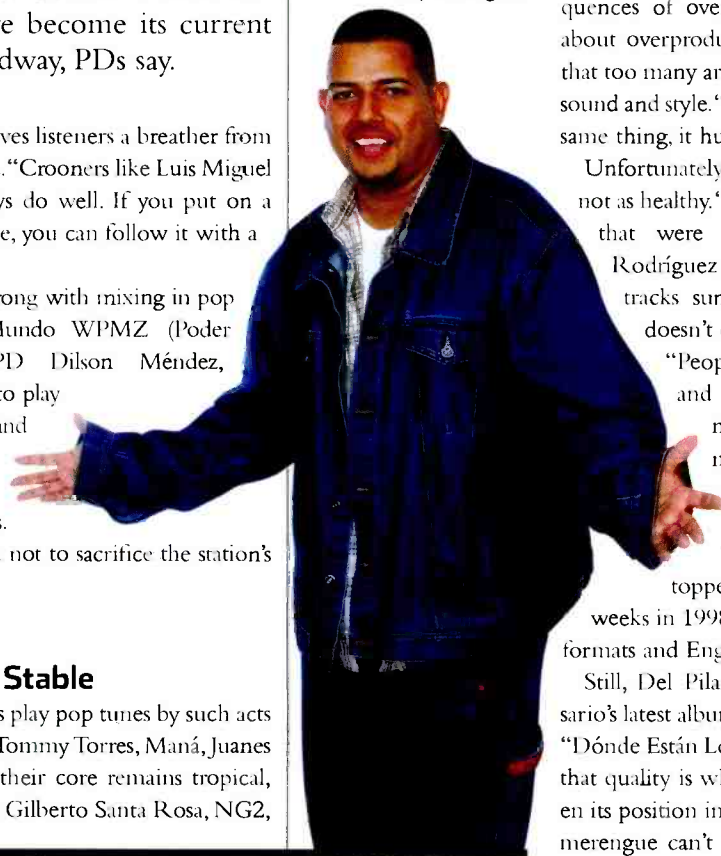 e become its current
dway, PDs say.
ves listeners a breather from
."Crooners like Luis Miguel
ys do well. If you put on a
e, you can follow it with a
rong with mixing in pop
Mundo WPMZ (Poder
PD Dilson Méndez,
to play
and
s.
not to sacrifice the station's
Stable
s play pop tunes by such acts
Tommy Torres, Maná, Juanes
their core remains tropical,
Gilberto Santa Rosa, NG2,
quences of ove
about overprodu
that too many ar
sound and style."
same thing, it hu
Unfortunately
not as healthy."
that were
Rodríguez
tracks sur
doesn't
"Peop
and
toppe
weeks in 1998
formats and Eng
Still, Del Pila
sario's latest albu
"Dónde Están Lo
that quality is wh
en its position in
merengue can't